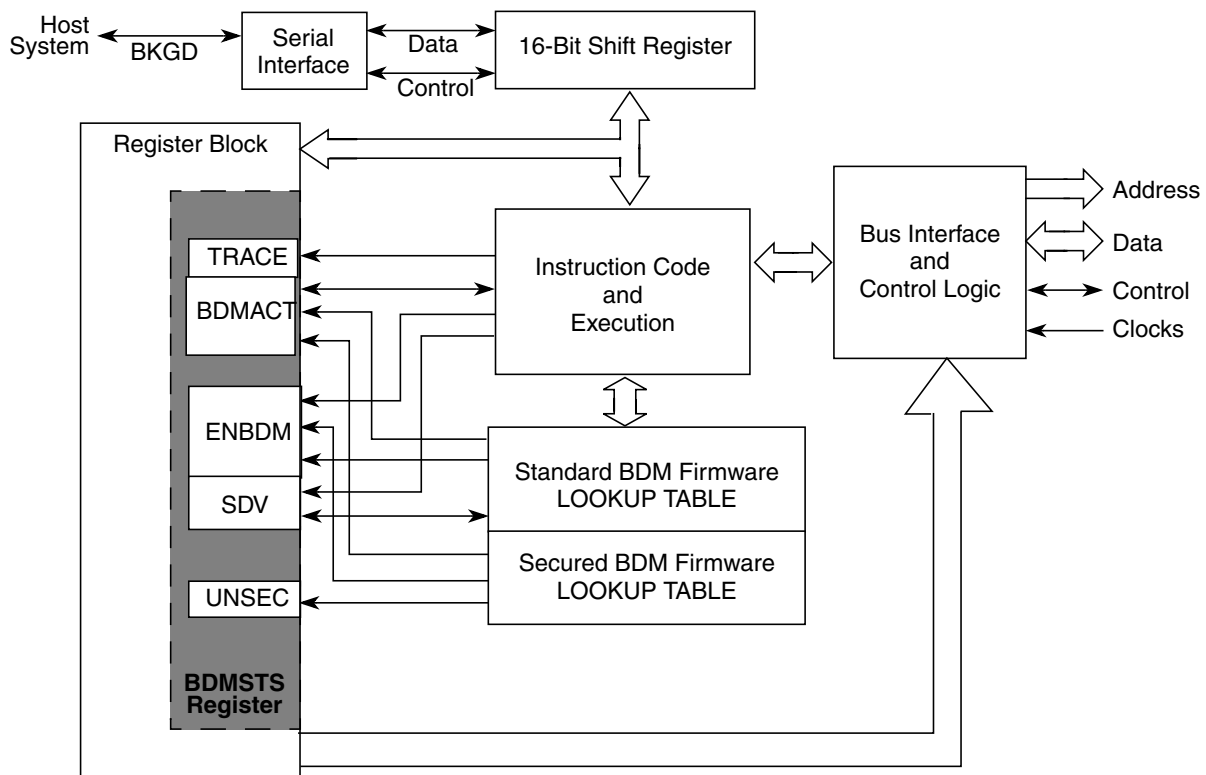 Host
System
BKGD
Serial
Interface
Data
Control
16-Bit Shift Register
Register Block
TRACE
BDMACT
ENBDM
SDV
UNSEC
BDMSTS
Register
Instruction Code
and
Execution
Standard BDM Firmware
LOOKUP TABLE
Secured BDM Firmware
LOOKUP TABLE
Bus Interface
and
Control Logic
Address
Data
Control
Clocks